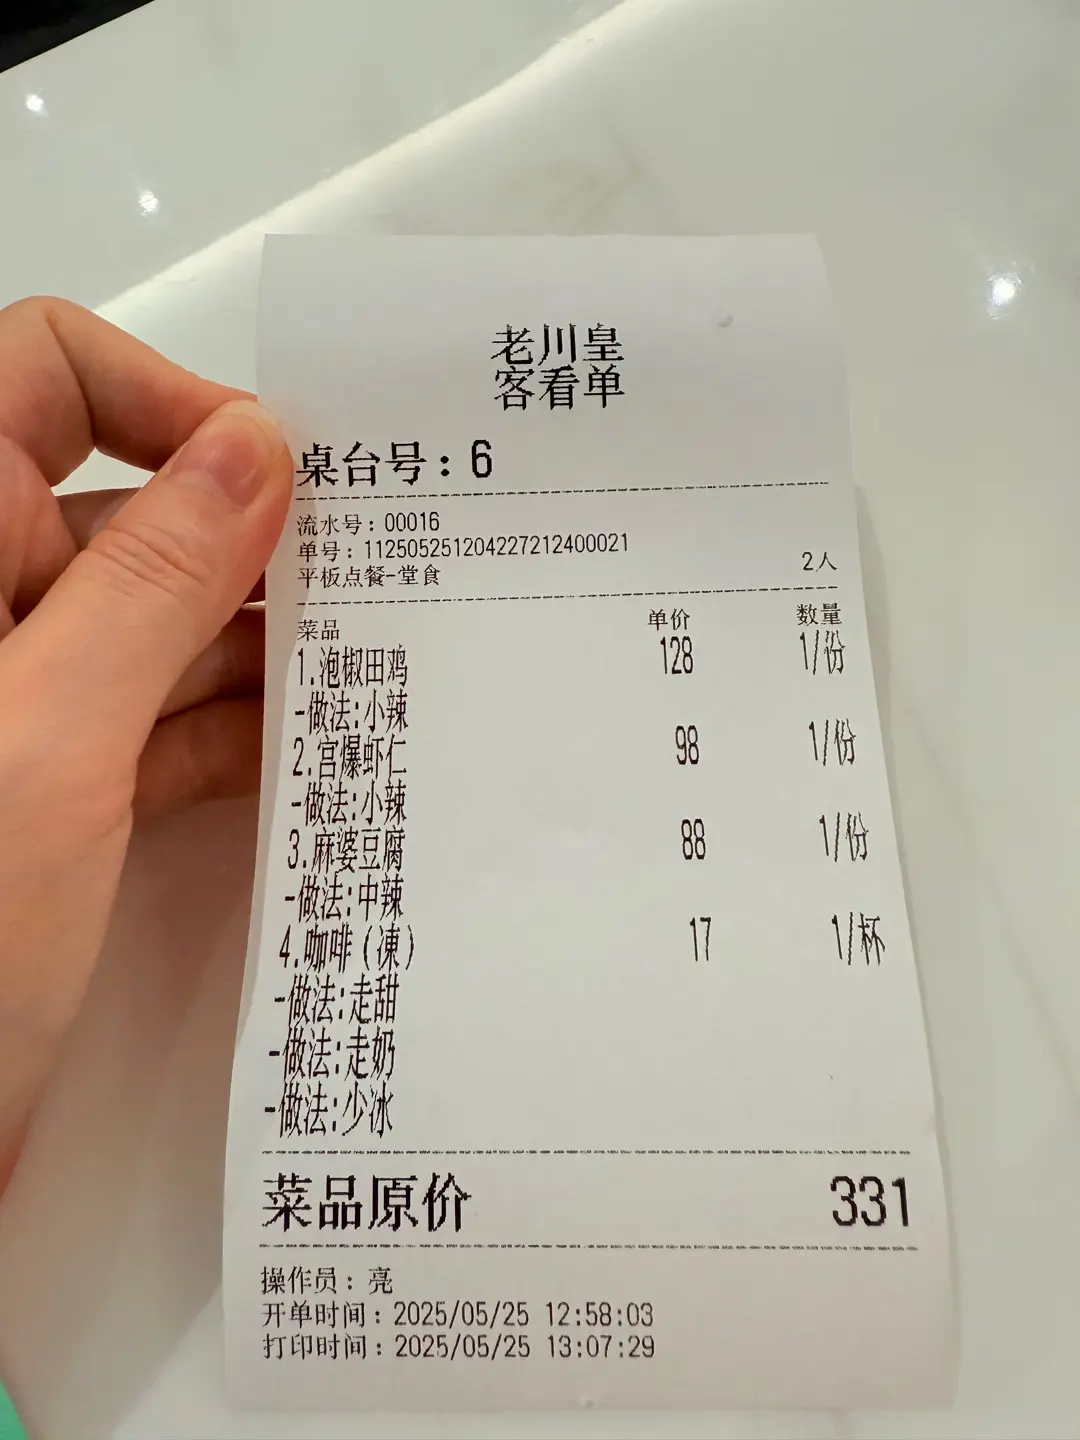 老川皇
客看单
桌台号：6
流水号：00016
单号：112505251204227212400021
平板点餐-堂食 2人
菜品 单价 数量
1.泡椒田鸡 128 1/份
-做法:小辣
2.宫爆虾仁 98 1/份
-做法:小辣
3.麻婆豆腐 88 1/份
-做法:中辣
4.咖啡(凍) 17 1/杯
-做法:走甜
-做法:走奶
-做法:少冰
菜品原价 331
操作员：亮
开单时间：2025/05/25 12:58:03
打印时间：2025/05/25 13:07:29